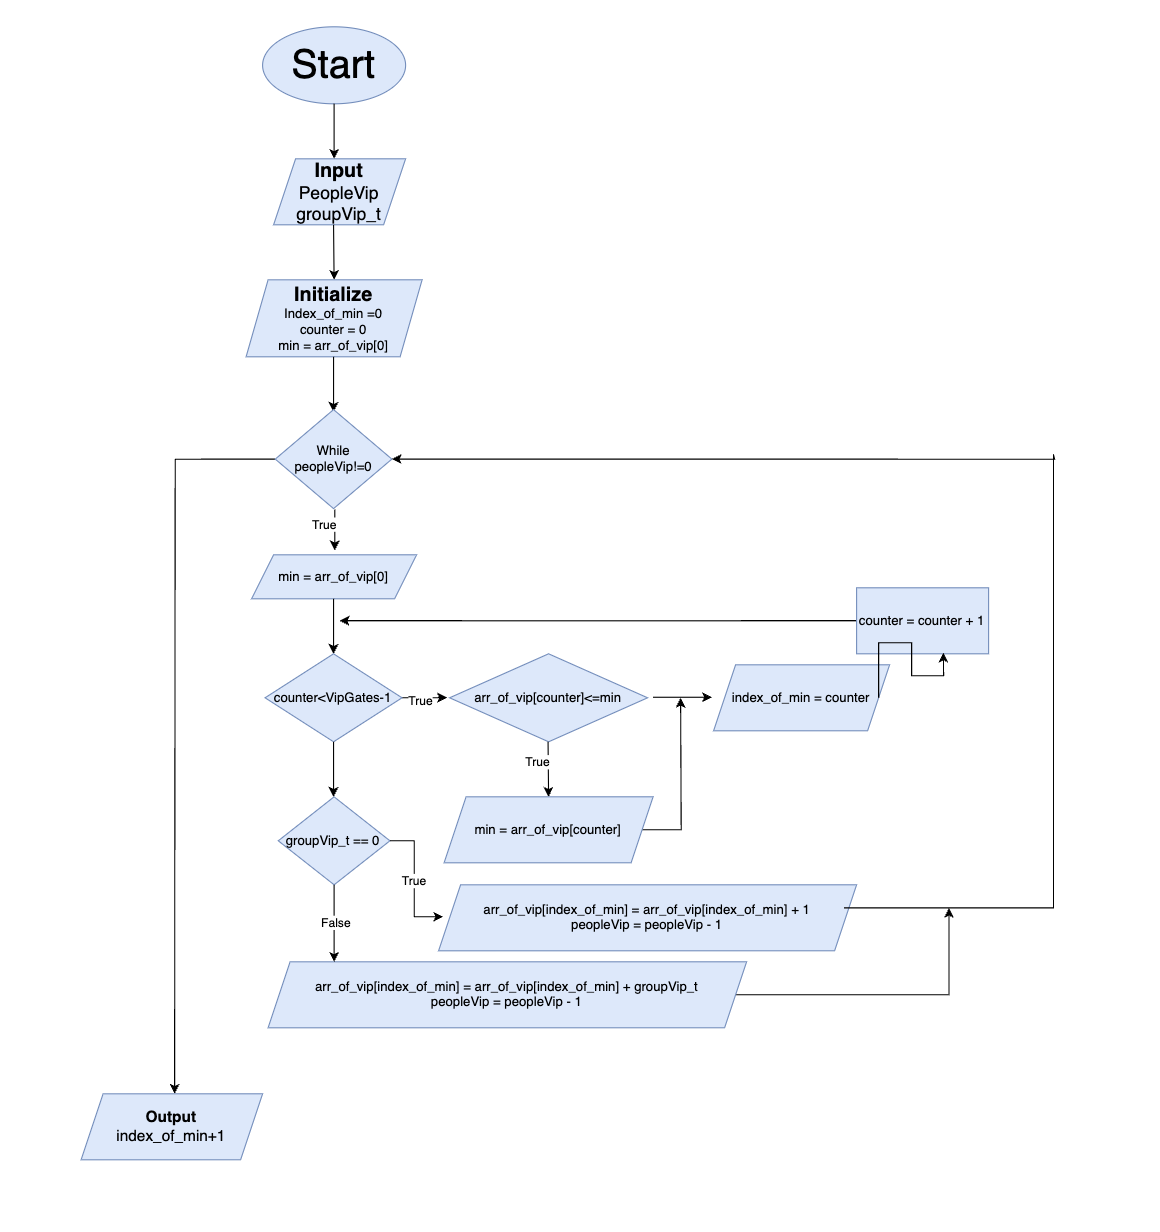 Start
Input
PeopleVip
groupVip_t
Initialize
Index_of_min =0
counter = 0
min = arr_of_vip[0]
While
peopleVip!=0
True
min = arr_of_vip[0]
counter = counter + 1
counter<VipGates-1
True
arr_of_vip[counter]<=min
index_of_min = counter
True
min = arr_of_vip[counter]
groupVip_t == 0
True
arr_of_vip[index_of_min] = arr_of_vip[index_of_min] + 1
peopleVip = peopleVip - 1
False
arr_of_vip[index_of_min] = arr_of_vip[index_of_min] + groupVip_t
peopleVip = peopleVip - 1
Output
index_of_min+1